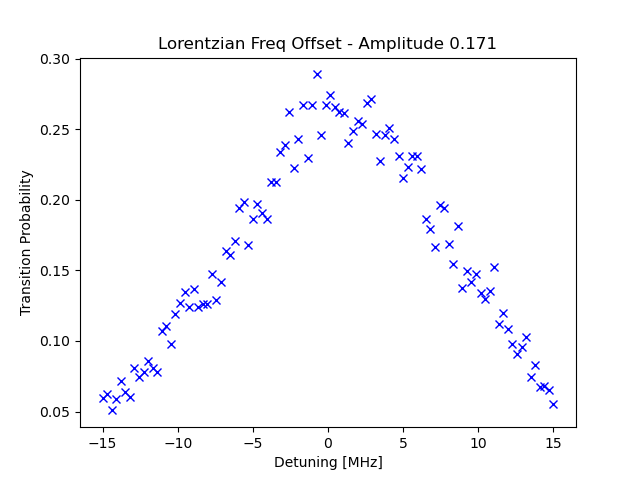 Lorentzian Freq Offset - Amplitude 0.171
0.30
0.25
0.20
0.15
0.10
0.05
Transition Probability
−15 −10 −5 0 5 10 15
Detuning [MHz]